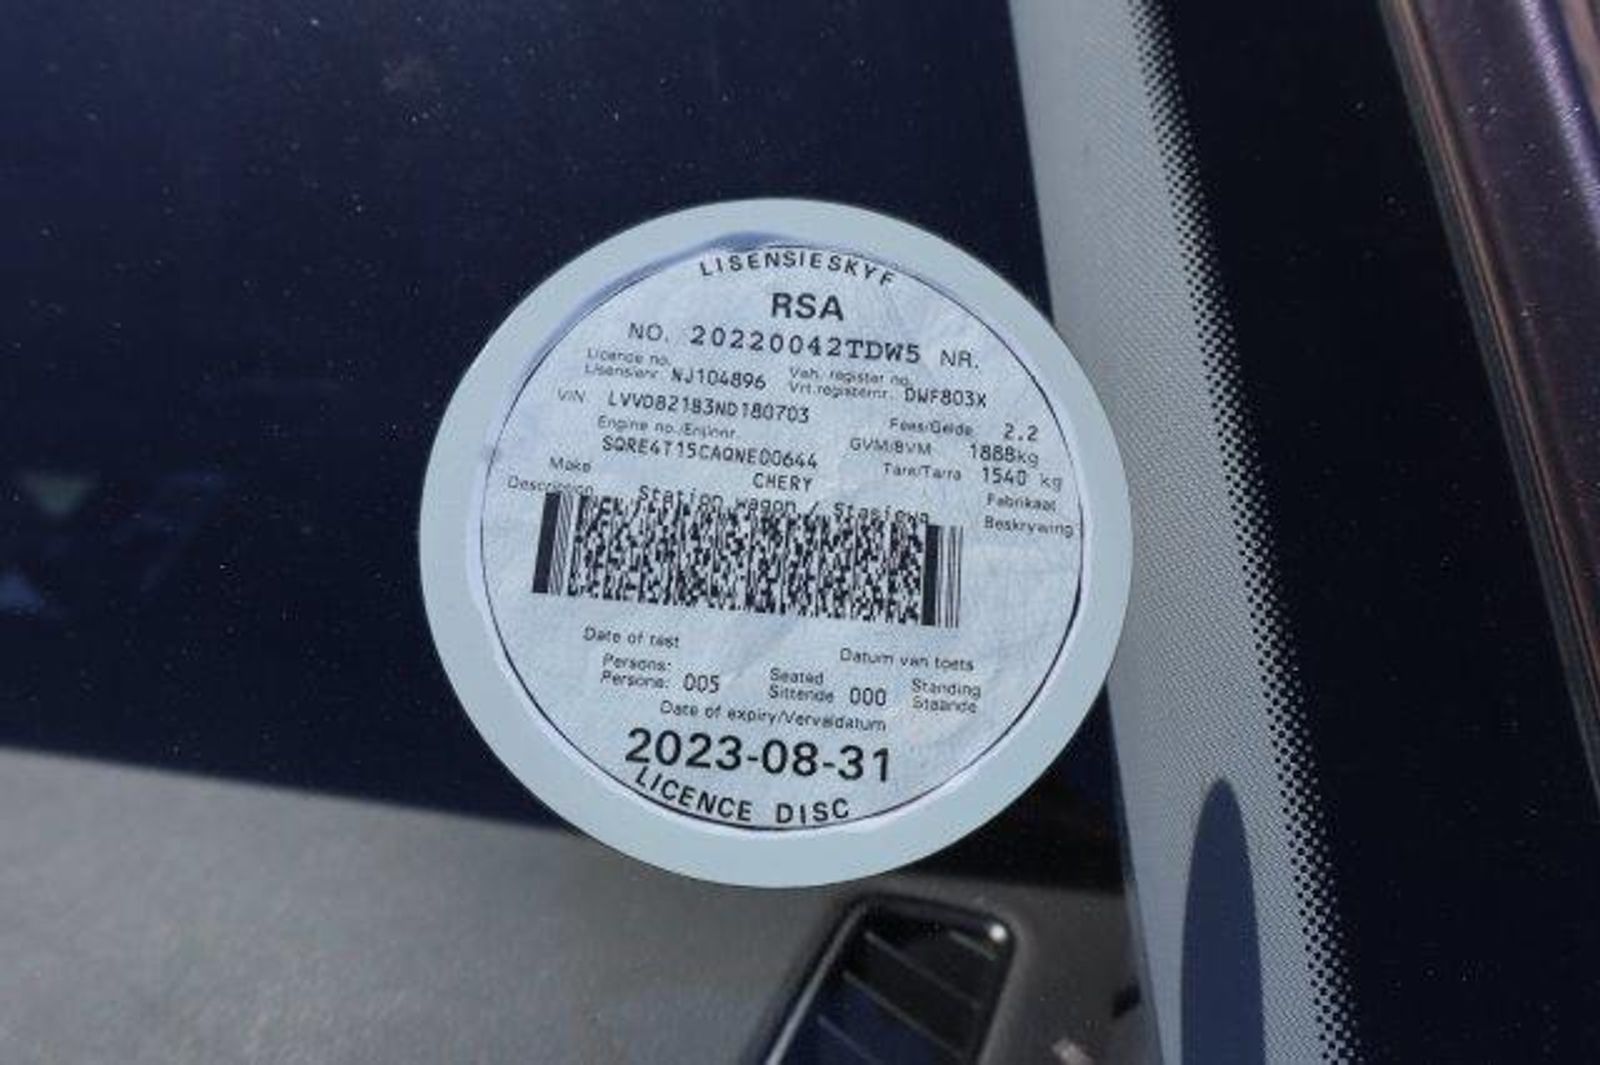 LISENSIESKYF
RSA
NO. 20220042TDW5 NR.
Licence no. Veh. register no.
Lisensienr. NJ104896 Vrt.registernr. DWF803X
VIN LVVDB21B3ND180703 Fees/Gelde 2.2
Engine no./Enjinnr GVM/BVM 1888kg
SQRE4T15CAQNE00644 Tare/Tarra 1540 kg
Make CHERY Fabrikaat
Description Station wagon / Stasiewa Beskrywing
Date of test Datum van toets
Persons: Seated Standing
Persone: 005 Sittende 000 Staande
Date of expiry/Vervaldatum
2023-08-31
LICENCE DISC